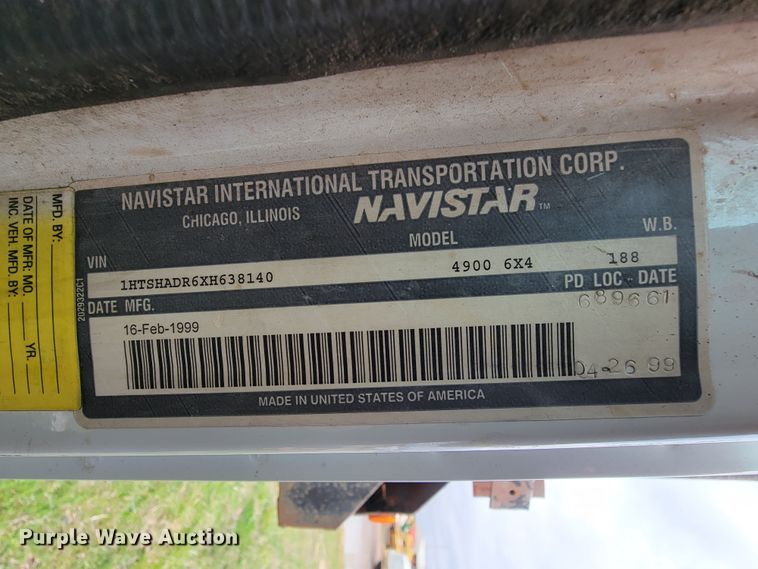 NAVISTAR INTERNATIONAL TRANSPORTATION CORP.
CHICAGO, ILLINOIS NAVISTAR™
VIN MODEL W.B.
1HTSHADR6XH638140 4900 6X4 188
DATE MFG. PD LOC - DATE
689661
16-Feb-1999
04-26 99
MADE IN UNITED STATES OF AMERICA
2029322C1
MFD. BY:
DATE OF MFR: MO. YR.
INC. VEH. MFD. BY:
Purple Wave Auction